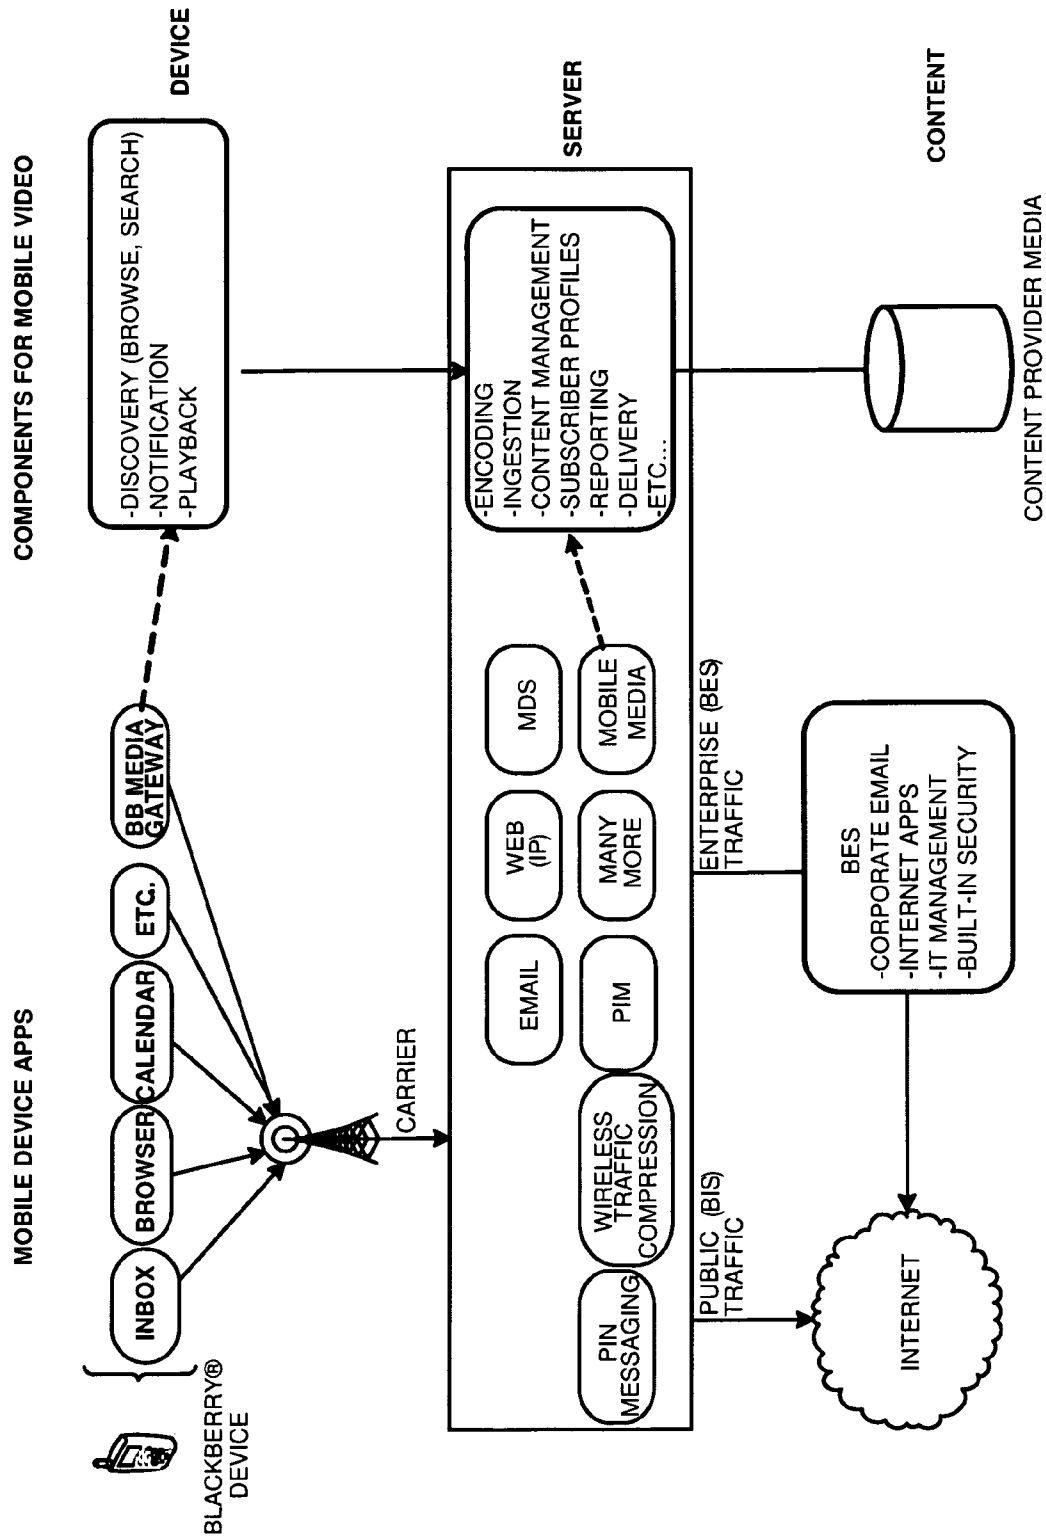 MOBILE DEVICE APPS
COMPONENTS FOR MOBILE VIDEO
BLACKBERRY®
DEVICE
INBOX
BROWSER
CALENDAR
ETC.
BB MEDIA
GATEWAY
-DISCOVERY (BROWSE, SEARCH)
-NOTIFICATION
-PLAYBACK
DEVICE
CARRIER
EMAIL
WEB
(IP)
MDS
PIN
MESSAGING
WIRELESS
TRAFFIC
COMPRESSION
PIM
MANY
MORE
MOBILE
MEDIA
-ENCODING
-INGESTION
-CONTENT MANAGEMENT
-SUBSCRIBER PROFILES
-REPORTING
-DELIVERY
-ETC...
SERVER
PUBLIC (BIS)
TRAFFIC
ENTERPRISE (BES)
TRAFFIC
INTERNET
BES
-CORPORATE EMAIL
-INTERNET APPS
-IT MANAGEMENT
-BUILT-IN SECURITY
CONTENT
CONTENT PROVIDER MEDIA